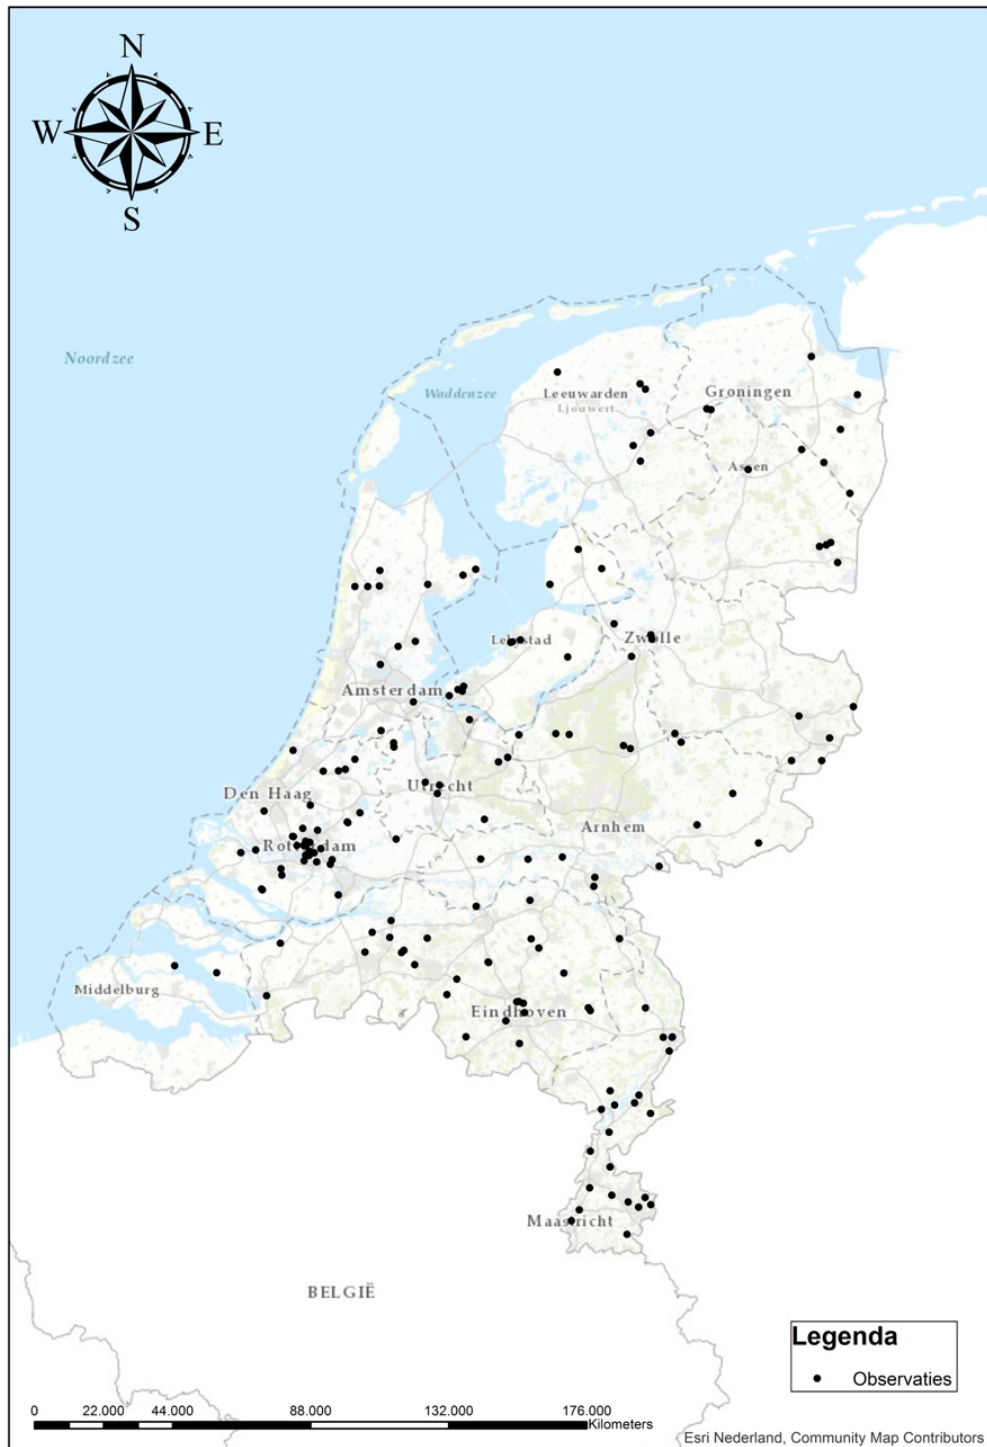 N
W E
S
Noordzee
Waddenzee
Leeuwarden
Ljouwert
Groningen
Assen
Lelystad
Zwolle
Amsterdam
Den Haag
Utrecht
Arnhem
Rotterdam
Middelburg
Eindhoven
Maastricht
BELGIË
Legenda
Observaties
0 22.000 44.000 88.000 132.000 176.000
Kilometers
Esri Nederland, Community Map Contributors